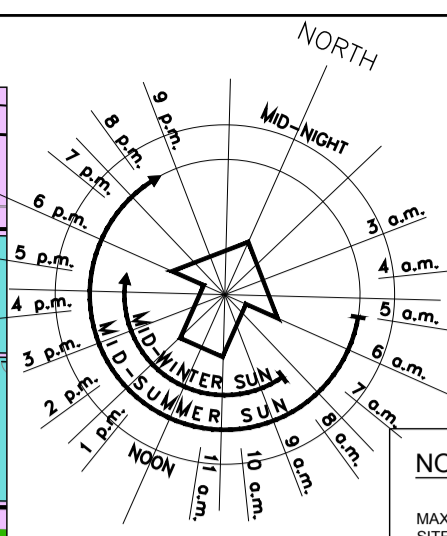 NORTH
MID-NIGHT
3 a.m.
4 a.m.
5 a.m.
6 a.m.
7 a.m.
8 a.m.
9 a.m.
10 a.m.
11 a.m.
NOON
1 p.m.
2 p.m.
3 p.m.
4 p.m.
5 p.m.
6 p.m.
7 p.m.
8 p.m.
9 p.m.
MID-WINTER SUN
MID-SUMMER SUN
NO
MAX
SITE